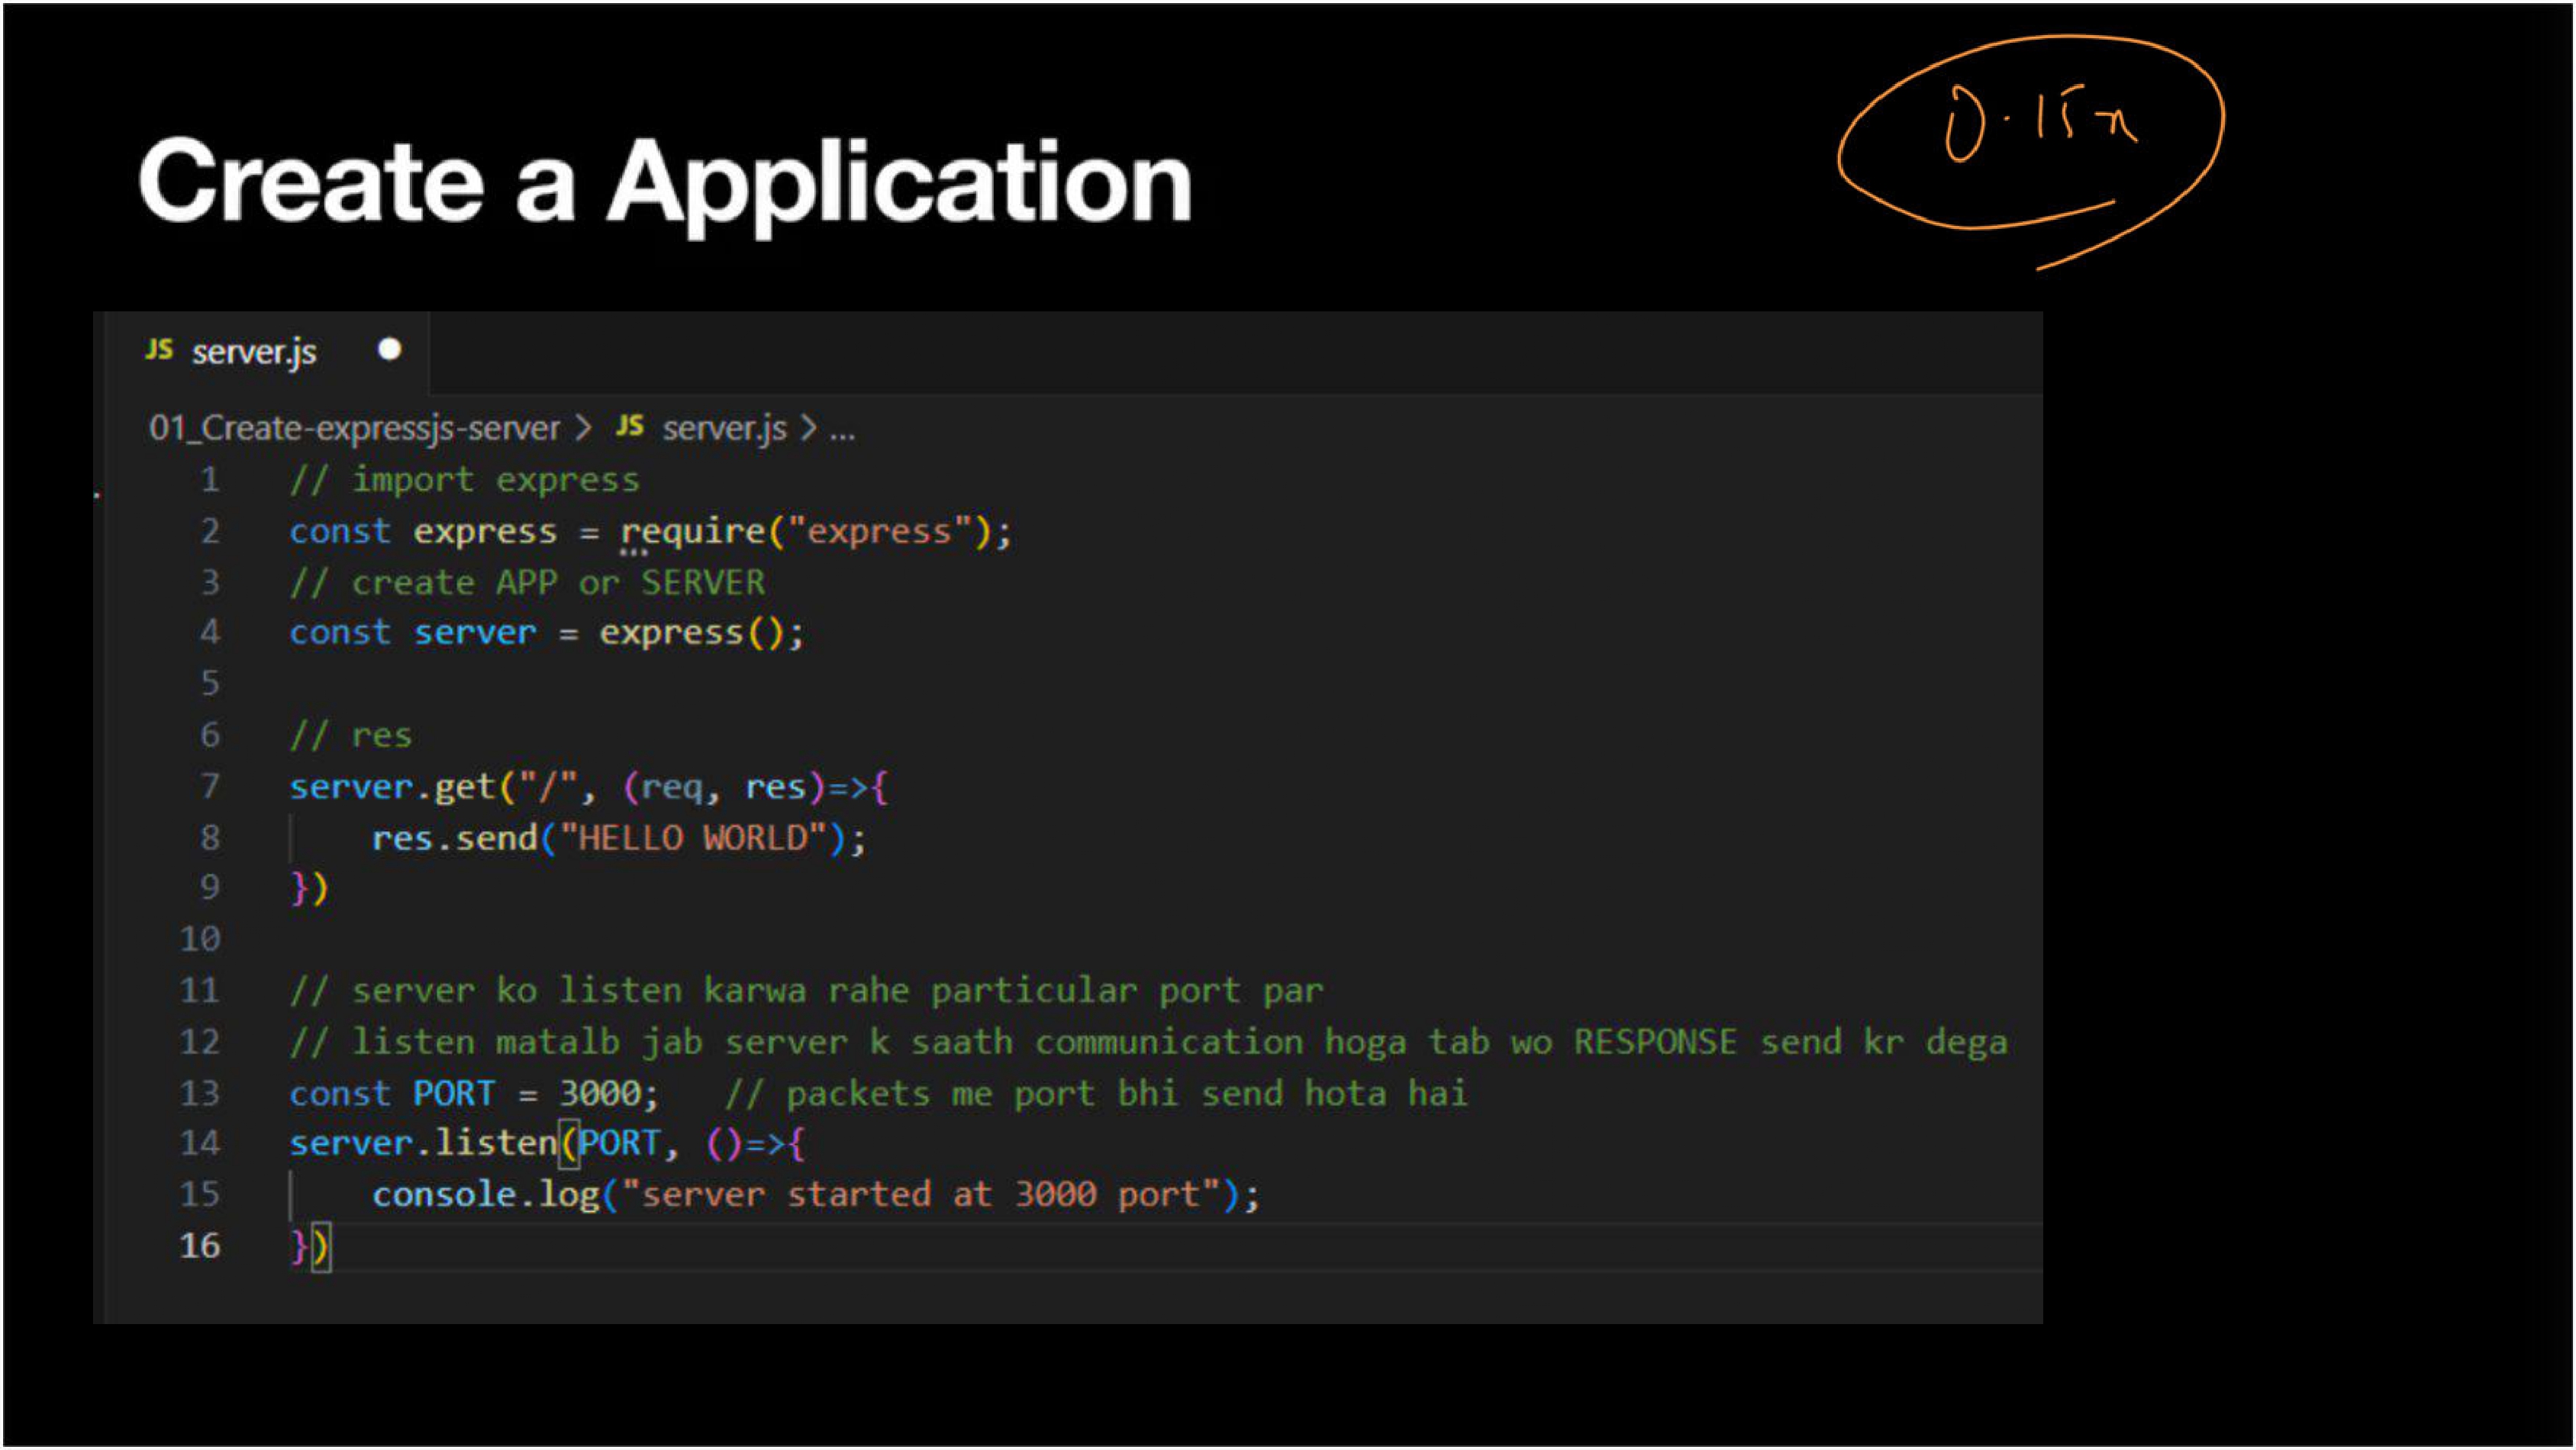 Create a Application
0.15x
JS server.js
01_Create-expressjs-server > JS server.js > ...
1 // import express
2 const express = require("express");
3 // create APP or SERVER
4 const server = express();
5
6 // res
7 server.get("/", (req, res)=>{
8 res.send("HELLO WORLD");
9 })
10
11 // server ko listen karwa rahe particular port par
12 // listen matalb jab server k saath communication hoga tab wo RESPONSE send kr dega
13 const PORT = 3000; // packets me port bhi send hota hai
14 server.listen(PORT, ()=>{
15 console.log("server started at 3000 port");
16 })